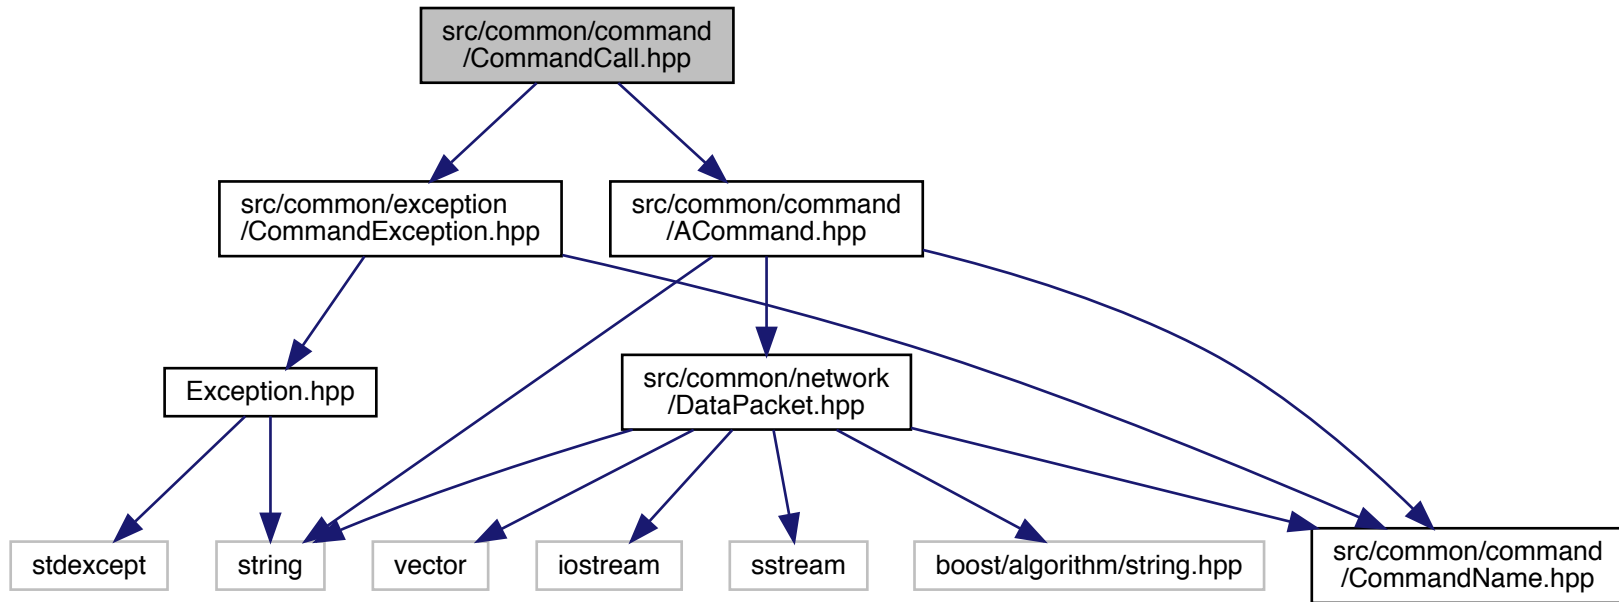 src/common/command
/CommandCall.hpp
src/common/exception
/CommandException.hpp
src/common/command
/ACommand.hpp
Exception.hpp
src/common/network
/DataPacket.hpp
stdexcept
string
vector
iostream
sstream
boost/algorithm/string.hpp
src/common/command
/CommandName.hpp